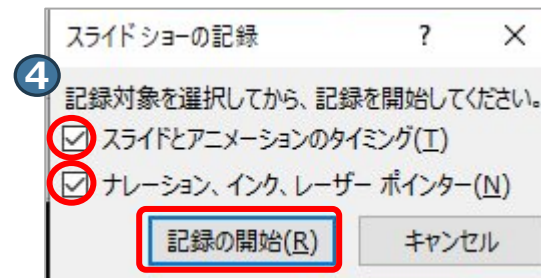 スライド ショーの記録 ? ×
4
記録対象を選択してから、記録を開始してください。
スライドとアニメーションのタイミング(T)
ナレーション、インク、レーザー ポインター(N)
記録の開始(R) キャンセル